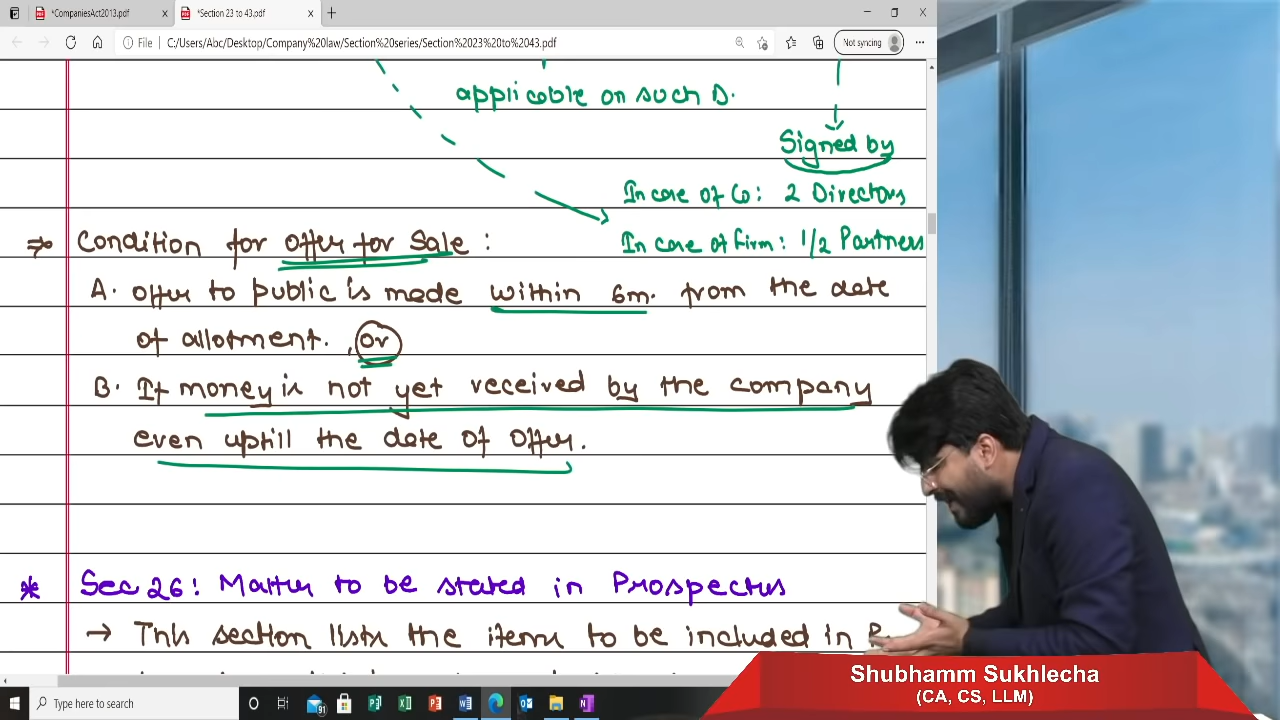 *CompaniesAct2013.pdf
*Section 23 to 43.pdf
File C:/Users/Abc/Desktop/Company%20law/Section%20series/Section%2023%20to%2043.pdf
Not syncing
applicable on such D.
Signed by
In case of Co: 2 Directors
In case of Firm: 1/2 Partners
⇒ Condition for offer for Sale :
A. Offer to public is made within 6m. from the date
of allotment. , Or
B. If money is not yet received by the company
even uptill the date of offer.
* Sec 26: Matter to be stated in Prospectus
→ This section lists the items to be included in
Shubhamm Sukhlecha
(CA, CS, LLM)
Type here to search
91